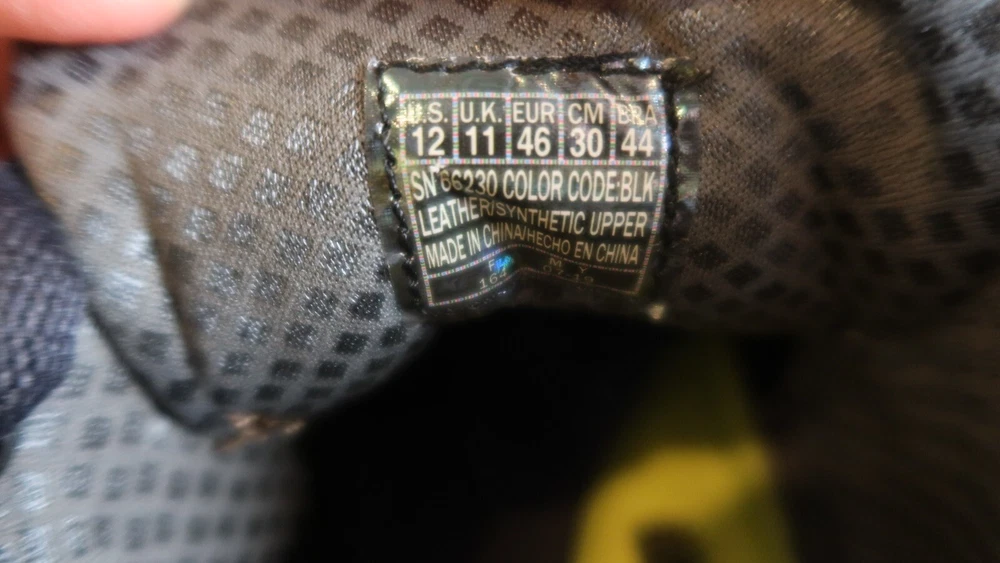 U.S. U.K. EUR CM BRA
12 11 46 30 44
SN 66230 COLOR CODE:BLK
LEATHER/SYNTHETIC UPPER
MADE IN CHINA/HECHO EN CHINA
F M Y